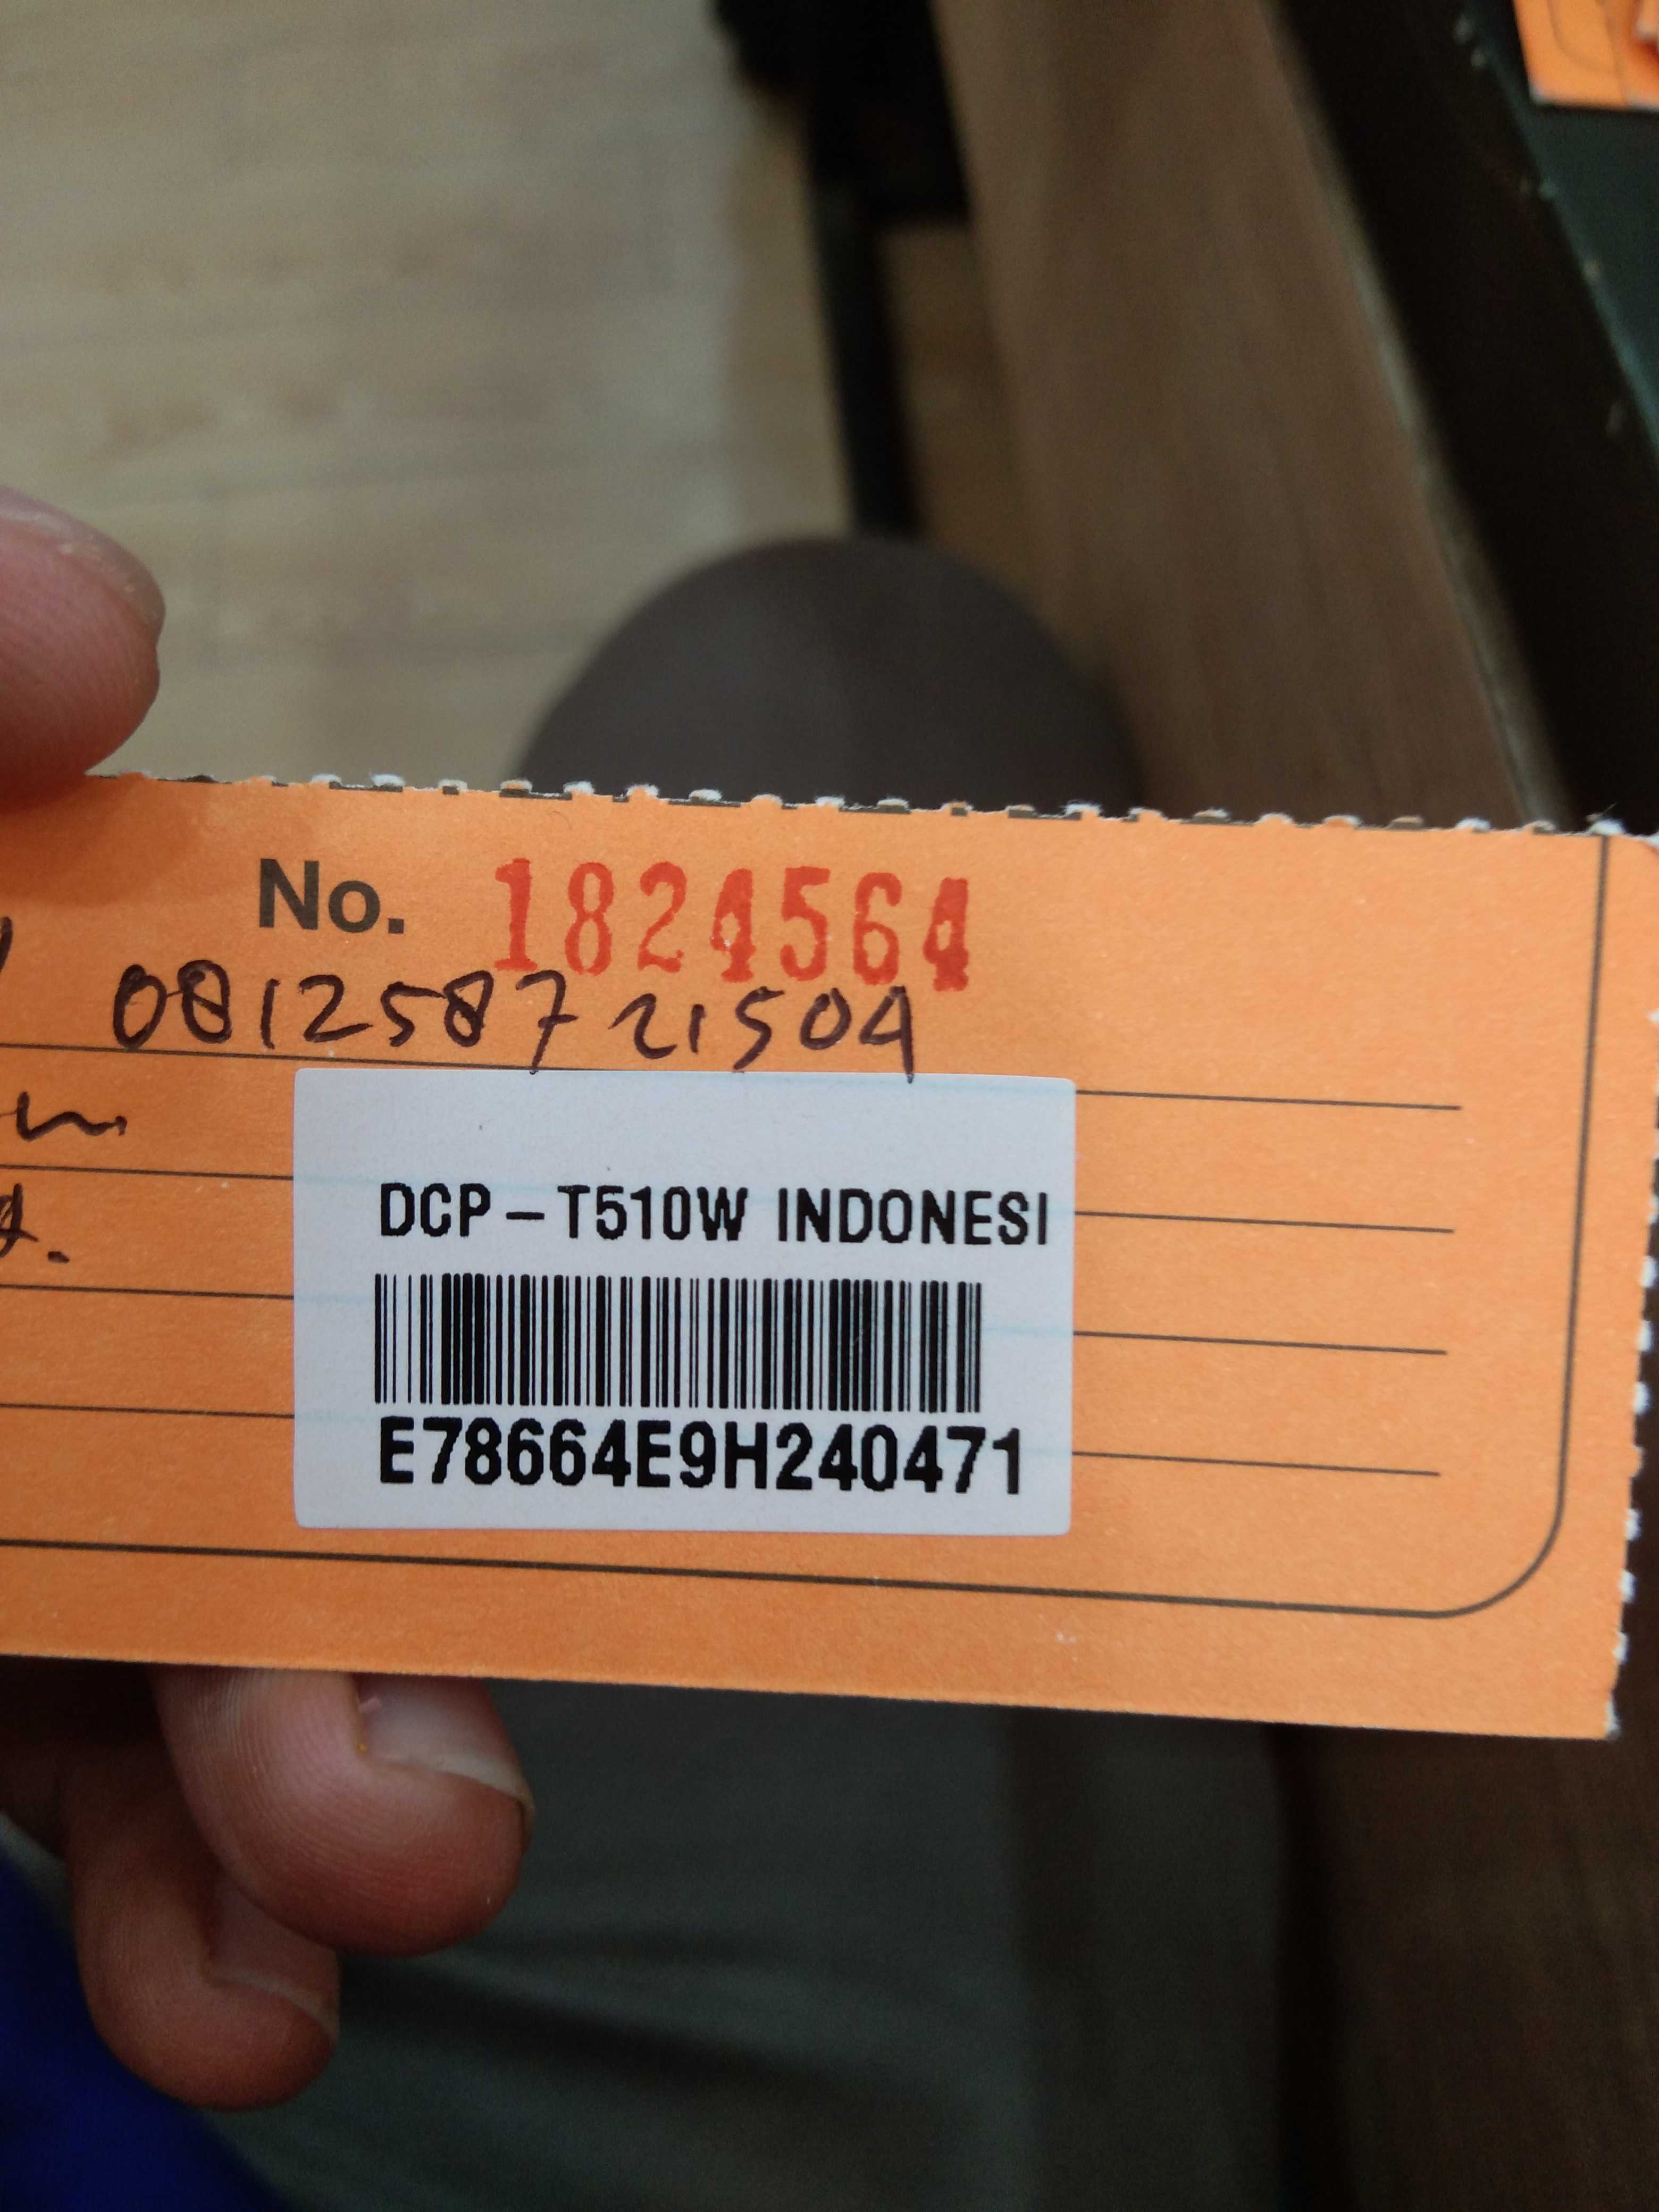 No. 1824564
081258721504
DCP-T510W INDONESI
E78664E9H240471